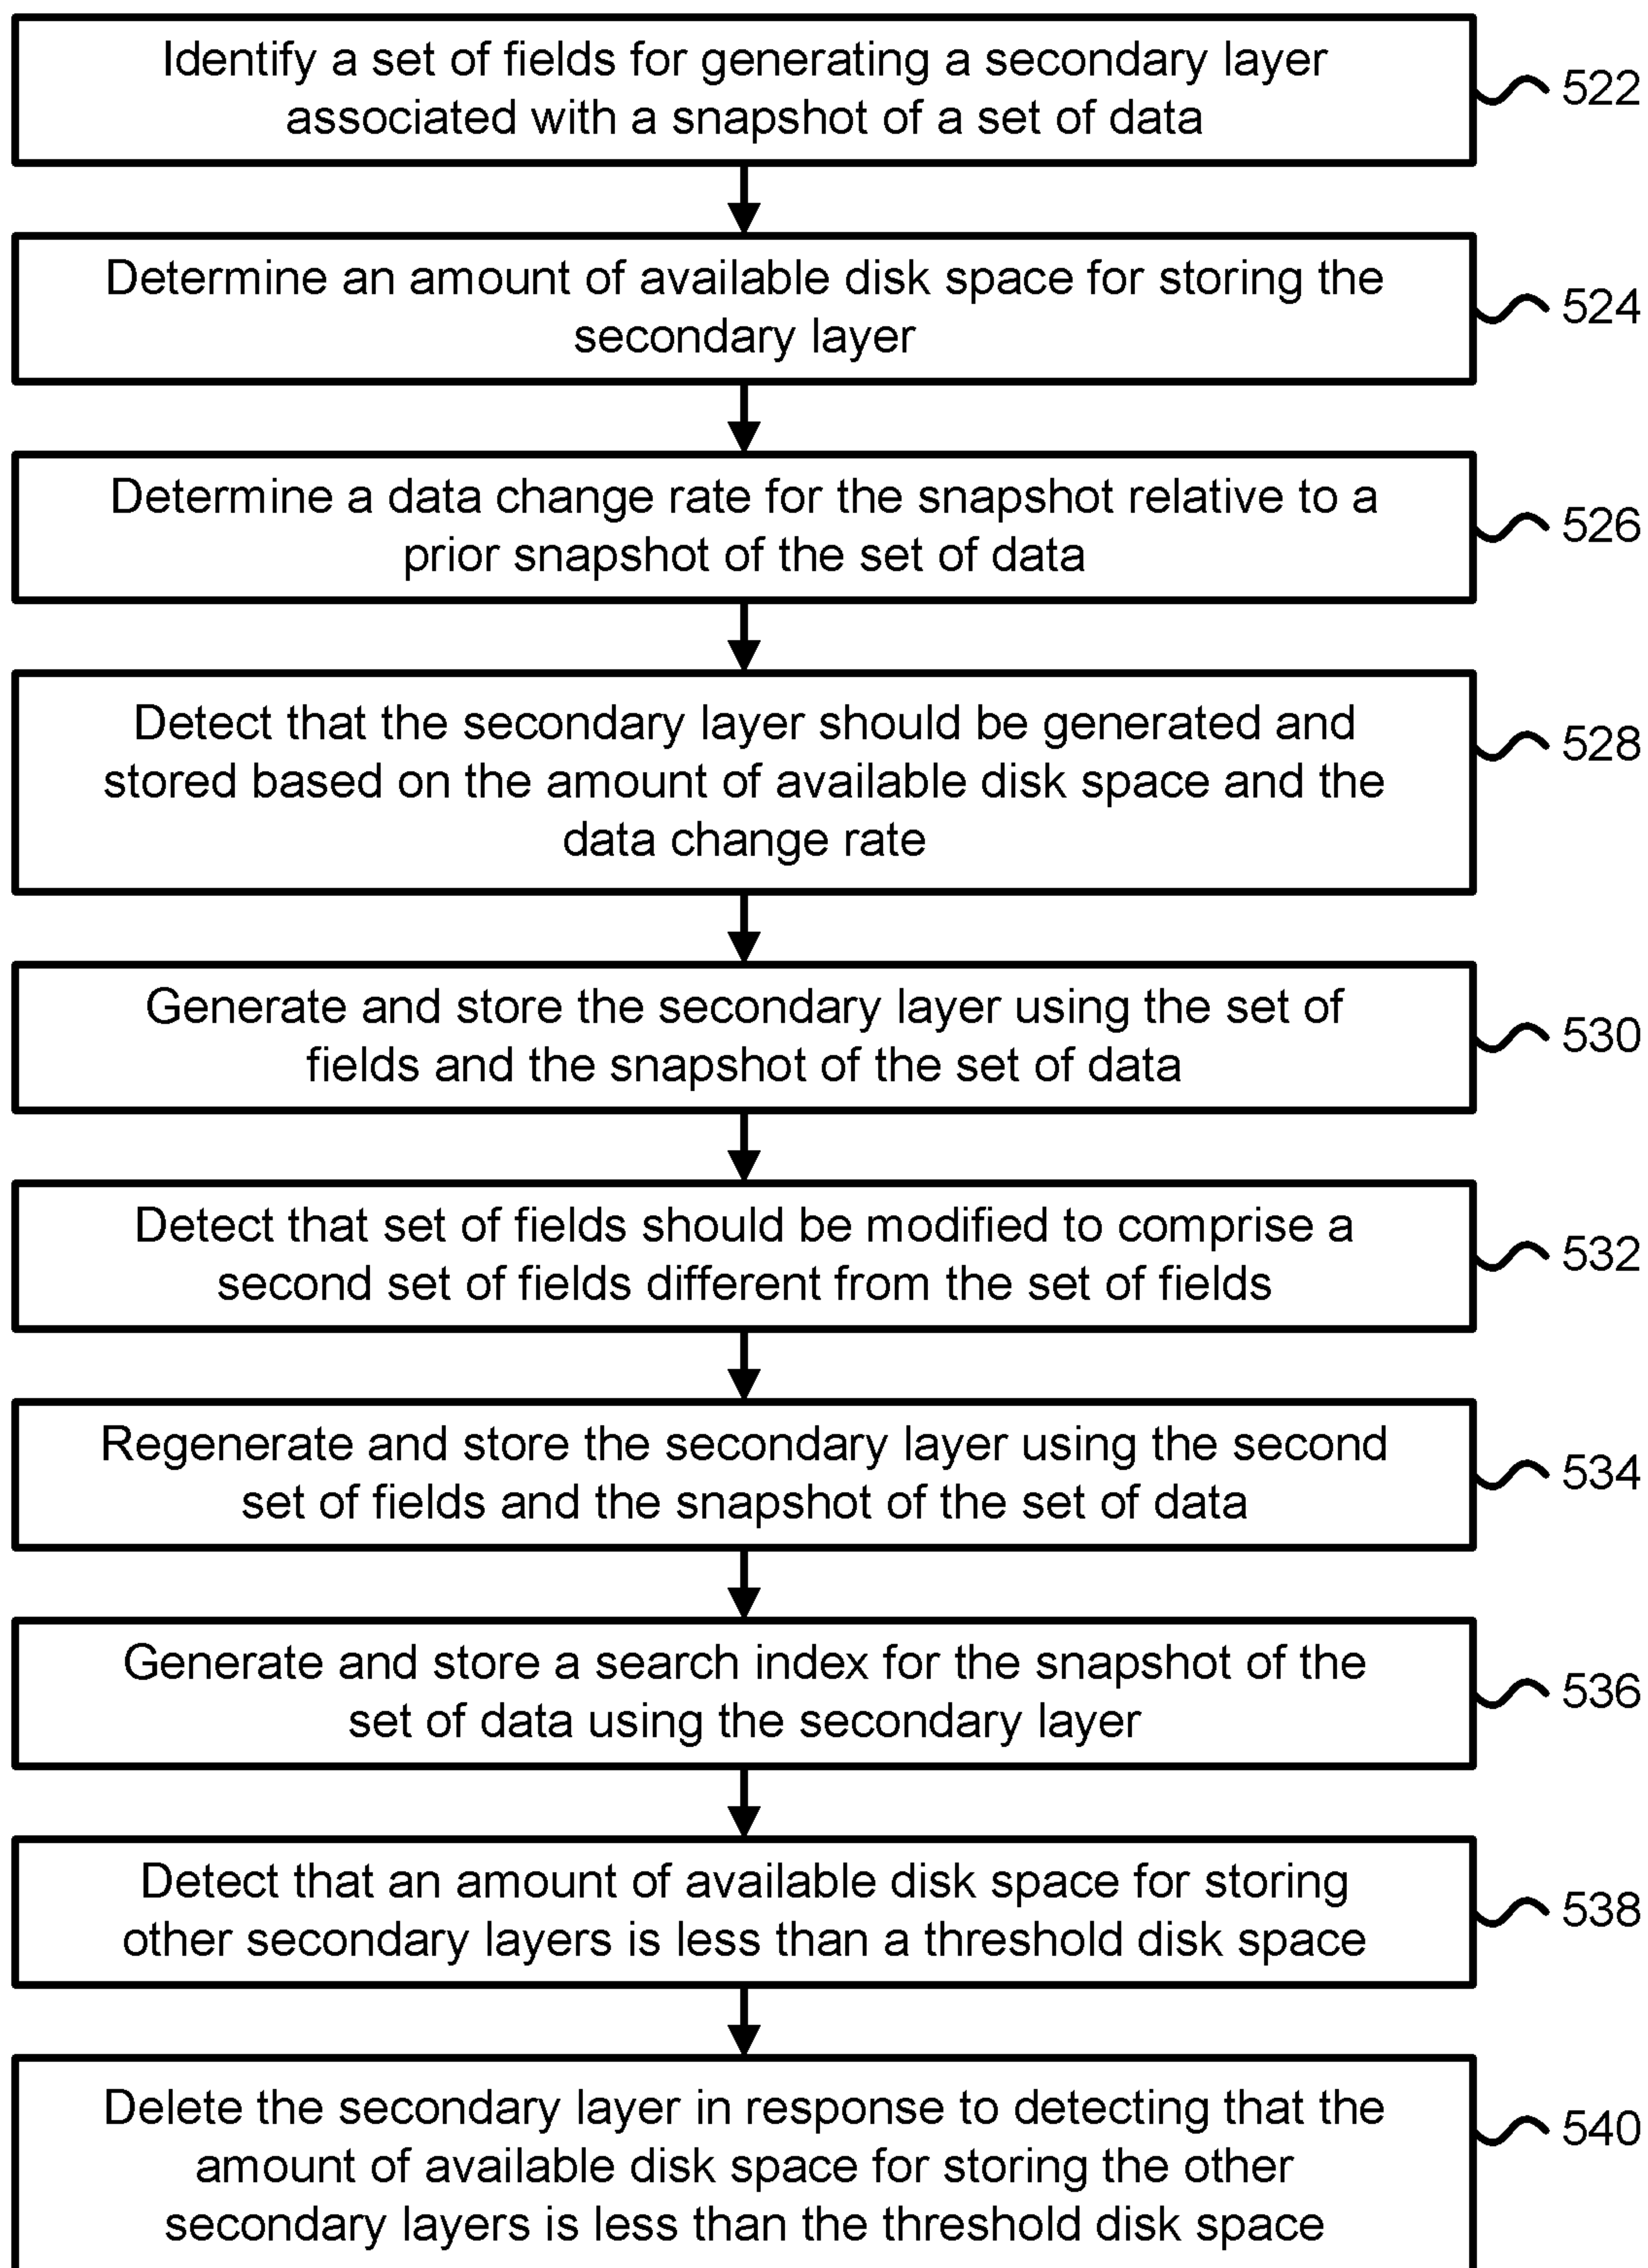 Identify a set of fields for generating a secondary layer
associated with a snapshot of a set of data
522
Determine an amount of available disk space for storing the
secondary layer
524
Determine a data change rate for the snapshot relative to a
prior snapshot of the set of data
526
Detect that the secondary layer should be generated and
stored based on the amount of available disk space and the
data change rate
528
Generate and store the secondary layer using the set of
fields and the snapshot of the set of data
530
Detect that set of fields should be modified to comprise a
second set of fields different from the set of fields
532
Regenerate and store the secondary layer using the second
set of fields and the snapshot of the set of data
534
Generate and store a search index for the snapshot of the
set of data using the secondary layer
536
Detect that an amount of available disk space for storing
other secondary layers is less than a threshold disk space
538
Delete the secondary layer in response to detecting that the
amount of available disk space for storing the other
secondary layers is less than the threshold disk space
540